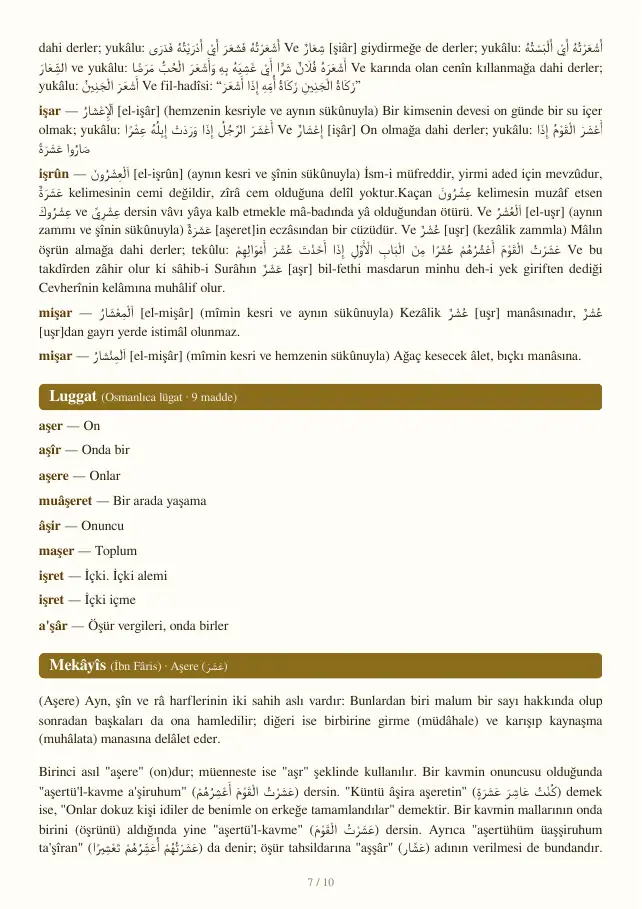 dahi derler; yukâlu: أَشْعَرْتُهُ فَشَعَرَ أَيْ أَدْرَيْتُهُ فَدَرَى Ve شِعَارٌ [şiâr] giydirmeğe de derler; yukâlu: أَشْعَرْتُهُ أَيْ أَلْبَسْتُهُ
الشِّعَارَ ve yukâlu: أَشْعَرَهُ فُلَانٌ شَرًّا أَيْ غَشِيَهُ بِهِ وَأَشْعَرَ الْحُبُّ مَرَضًا Ve karında olan cenîn kıllanmağa dahi derler;
yukâlu: أَشْعَرَ الْجَنِينُ Ve fil-hadîsi: “زَكَاةُ الْجَنِينِ زَكَاةُ أُمِّهِ إِذَا أَشْعَرَ”
işar — اَلْإِعْشَارُ [el-işâr] (hemzenin kesriyle ve aynın sükûnuyla) Bir kimsenin devesi on günde bir su içer
olmak; yukâlu: أَعْشَرَ الرَّجُلُ إِذَا وَرَدَتْ إِبِلُهُ عِشْرًا Ve إِعْشَارٌ [işâr] On olmağa dahi derler; yukâlu: أَعْشَرَ الْقَوْمُ إِذَا
صَارُوا عَشَرَةً
işrûn — اَلْعِشْرُونَ [el-işrûn] (aynın kesri ve şînin sükûnuyla) İsm-i müfreddir, yirmi aded için mevzûdur,
عَشَرَةٌ kelimesinin cemi değildir, zîrâ cem olduğuna delîl yoktur.Kaçan عِشْرُونَ kelimesin muzâf etsen
عِشْرُوكَ ve عِشْرِيَّ dersin vâvı yâya kalb etmekle mâ-badında yâ olduğundan ötürü. Ve اَلْعُشْرُ [el-uşr] (aynın
zammı ve şînin sükûnuyla) عَشَرَةٌ [aşeret]in eczâsından bir cüzüdür. Ve عُشْرٌ [uşr] (kezâlik zammla) Mâlın
öşrün almağa dahi derler; tekûlu: عَشَرْتُ الْقَوْمَ أَعْشُرُهُمْ عُشْرًا مِنَ الْبَابِ الْأَوَّلِ إِذَا أَخَذْتَ عُشْرَ أَمْوَالِهِمْ Ve bu
takdîrden zâhir olur ki sâhib-i Surâhın عَشْرٌ [aşr] bil-fethi masdarun minhu deh-i yek giriften dediği
Cevherînin kelâmına muhâlif olur.
mişar — اَلْمِعْشَارُ [el-mişâr] (mîmin kesri ve aynın sükûnuyla) Kezâlik عُشْرٌ [uşr] manâsınadır, عُشْرٌ
[uşr]dan gayrı yerde istimâl olunmaz.
mişar — اَلْمِنْشَارُ [el-mişâr] (mîmin kesri ve hemzenin sükûnuyla) Ağaç kesecek âlet, bıçkı manâsına.
Luggat (Osmanlıca lügat · 9 madde)
aşer — On
aşîr — Onda bir
aşere — Onlar
muâşeret — Bir arada yaşama
âşir — Onuncu
maşer — Toplum
işret — İçki. İçki alemi
işret — İçki içme
a'şâr — Öşür vergileri, onda birler
Mekâyîs (İbn Fâris) · Aşere (عَشَرَ)
(Aşere) Ayn, şîn ve râ harflerinin iki sahih aslı vardır: Bunlardan biri malum bir sayı hakkında olup
sonradan başkaları da ona hamledilir; diğeri ise birbirine girme (müdâhale) ve karışıp kaynaşma
(muhâlata) manasına delâlet eder.
Birinci asıl "aşere" (on)dur; müenneste ise "aşr" şeklinde kullanılır. Bir kavmin onuncusu olduğunda
"aşertü'l-kavme a'şiruhum" (عَشَرْتُ الْقَوْمَ أَعْشِرُهُمْ) dersin. "Küntü âşira aşeretin" (كُنْتُ عَاشِرَ عَشَرَةٍ) demek
ise, "Onlar dokuz kişi idiler de benimle on erkeğe tamamlandılar" demektir. Bir kavmin mallarının onda
birini (öşrünü) aldığında yine "aşertü'l-kavme" (عَشَرْتُ الْقَوْمَ) dersin. Ayrıca "aşertühüm üaşşiruhum
ta'şîran" (عَشَرْتُهُمْ أُعَشِّرُهُمْ تَعْشِيرًا) da denir; öşür tahsildarına "aşşâr" (عَشَّار) adının verilmesi de bundandır.
7 / 10